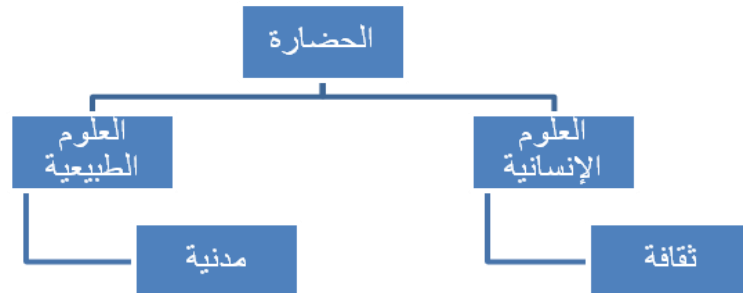 الحضارة
العلوم
الإنسانية
العلوم
الطبيعية
ثقافة
مدنية